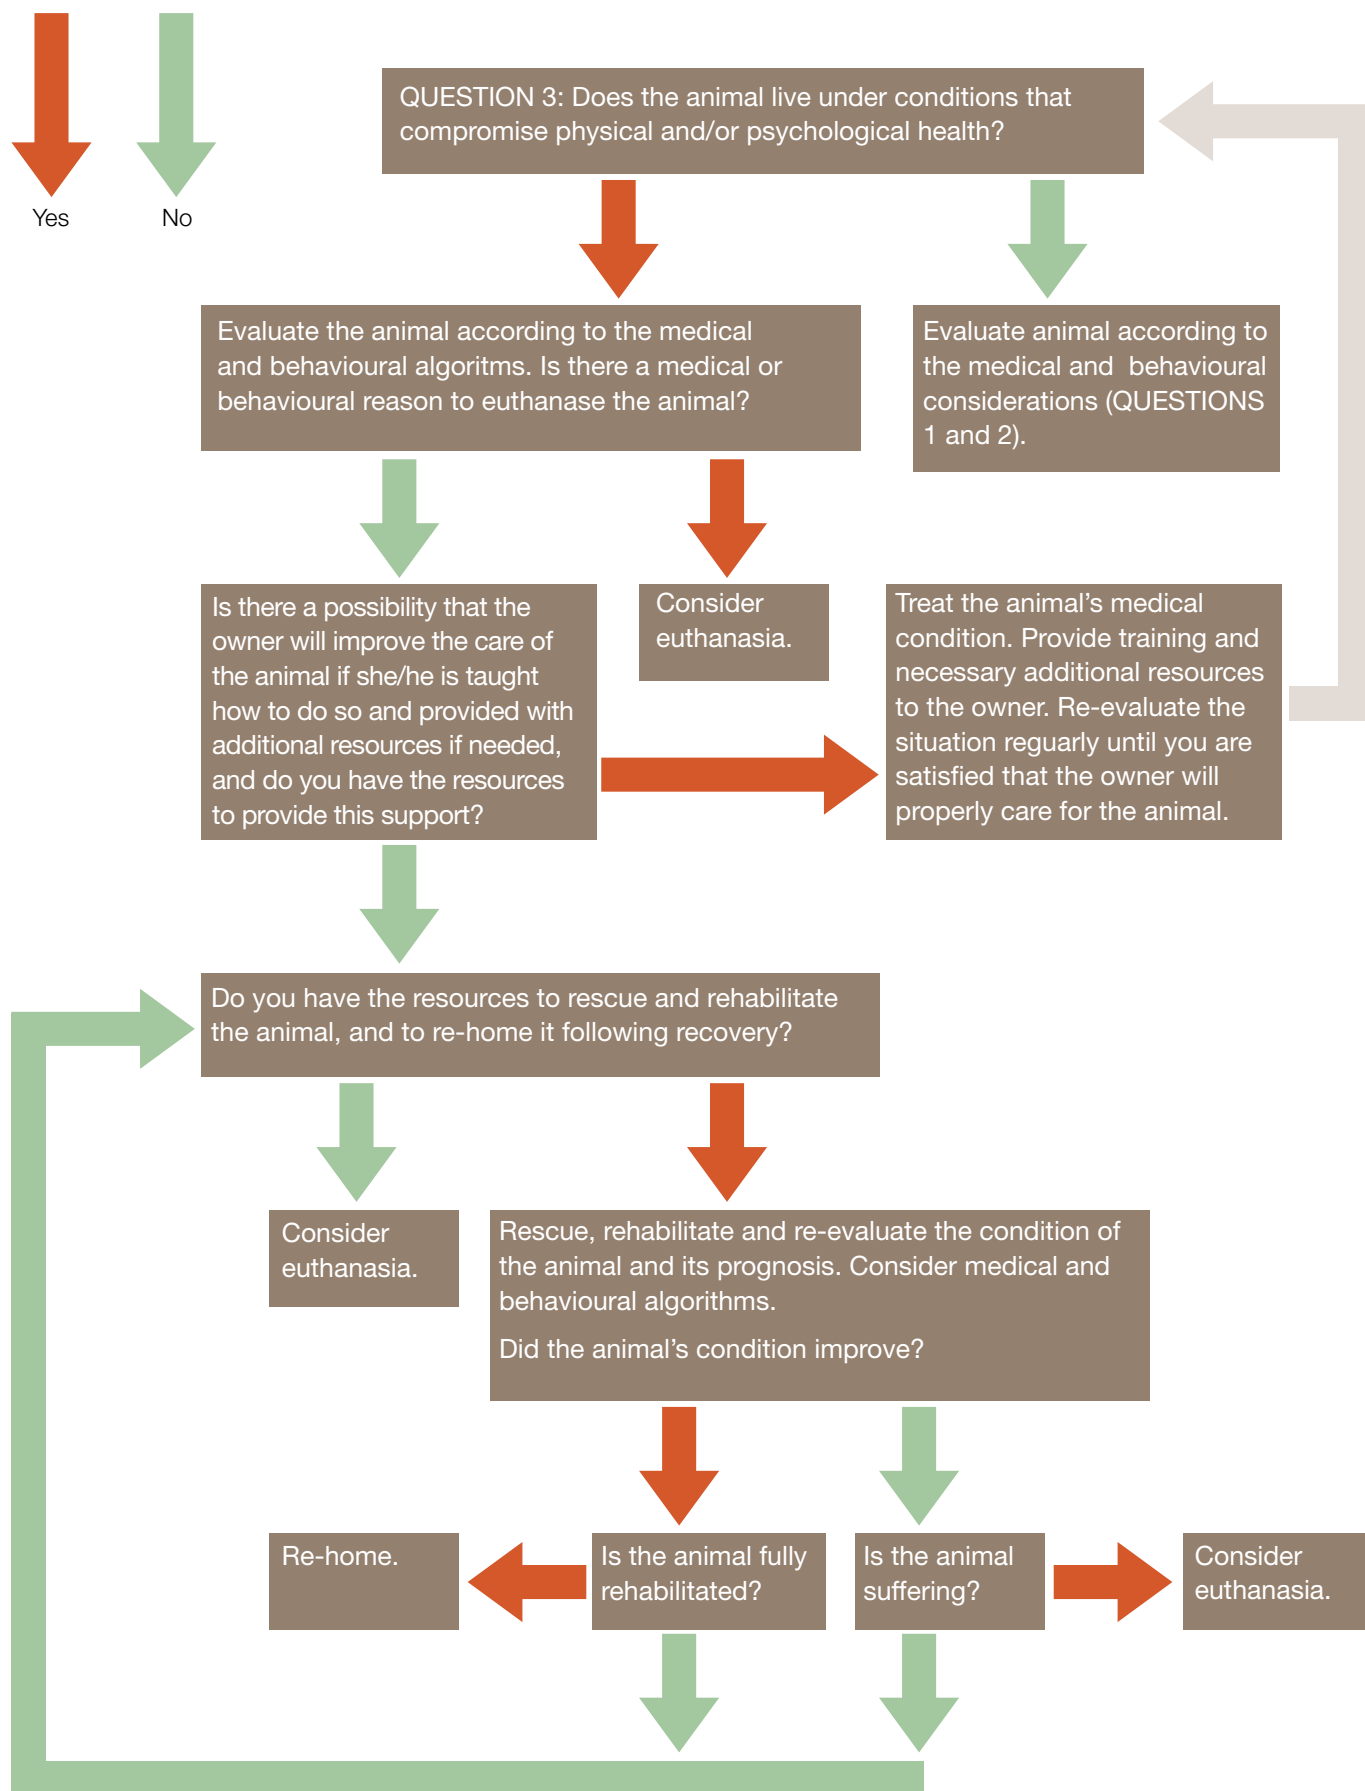 Yes
No
QUESTION 3: Does the animal live under conditions that
compromise physical and/or psychological health?
Evaluate the animal according to the medical
and behavioural algoritms. Is there a medical or
behavioural reason to euthanase the animal?
Evaluate animal according to
the medical and behavioural
considerations (QUESTIONS
1 and 2).
Is there a possibility that the
owner will improve the care of
the animal if she/he is taught
how to do so and provided with
additional resources if needed,
and do you have the resources
to provide this support?
Consider
euthanasia.
Treat the animal’s medical
condition. Provide training and
necessary additional resources
to the owner. Re-evaluate the
situation reguarly until you are
satisfied that the owner will
properly care for the animal.
Do you have the resources to rescue and rehabilitate
the animal, and to re-home it following recovery?
Consider
euthanasia.
Rescue, rehabilitate and re-evaluate the condition of
the animal and its prognosis. Consider medical and
behavioural algorithms.
Did the animal’s condition improve?
Re-home.
Is the animal fully
rehabilitated?
Is the animal
suffering?
Consider
euthanasia.